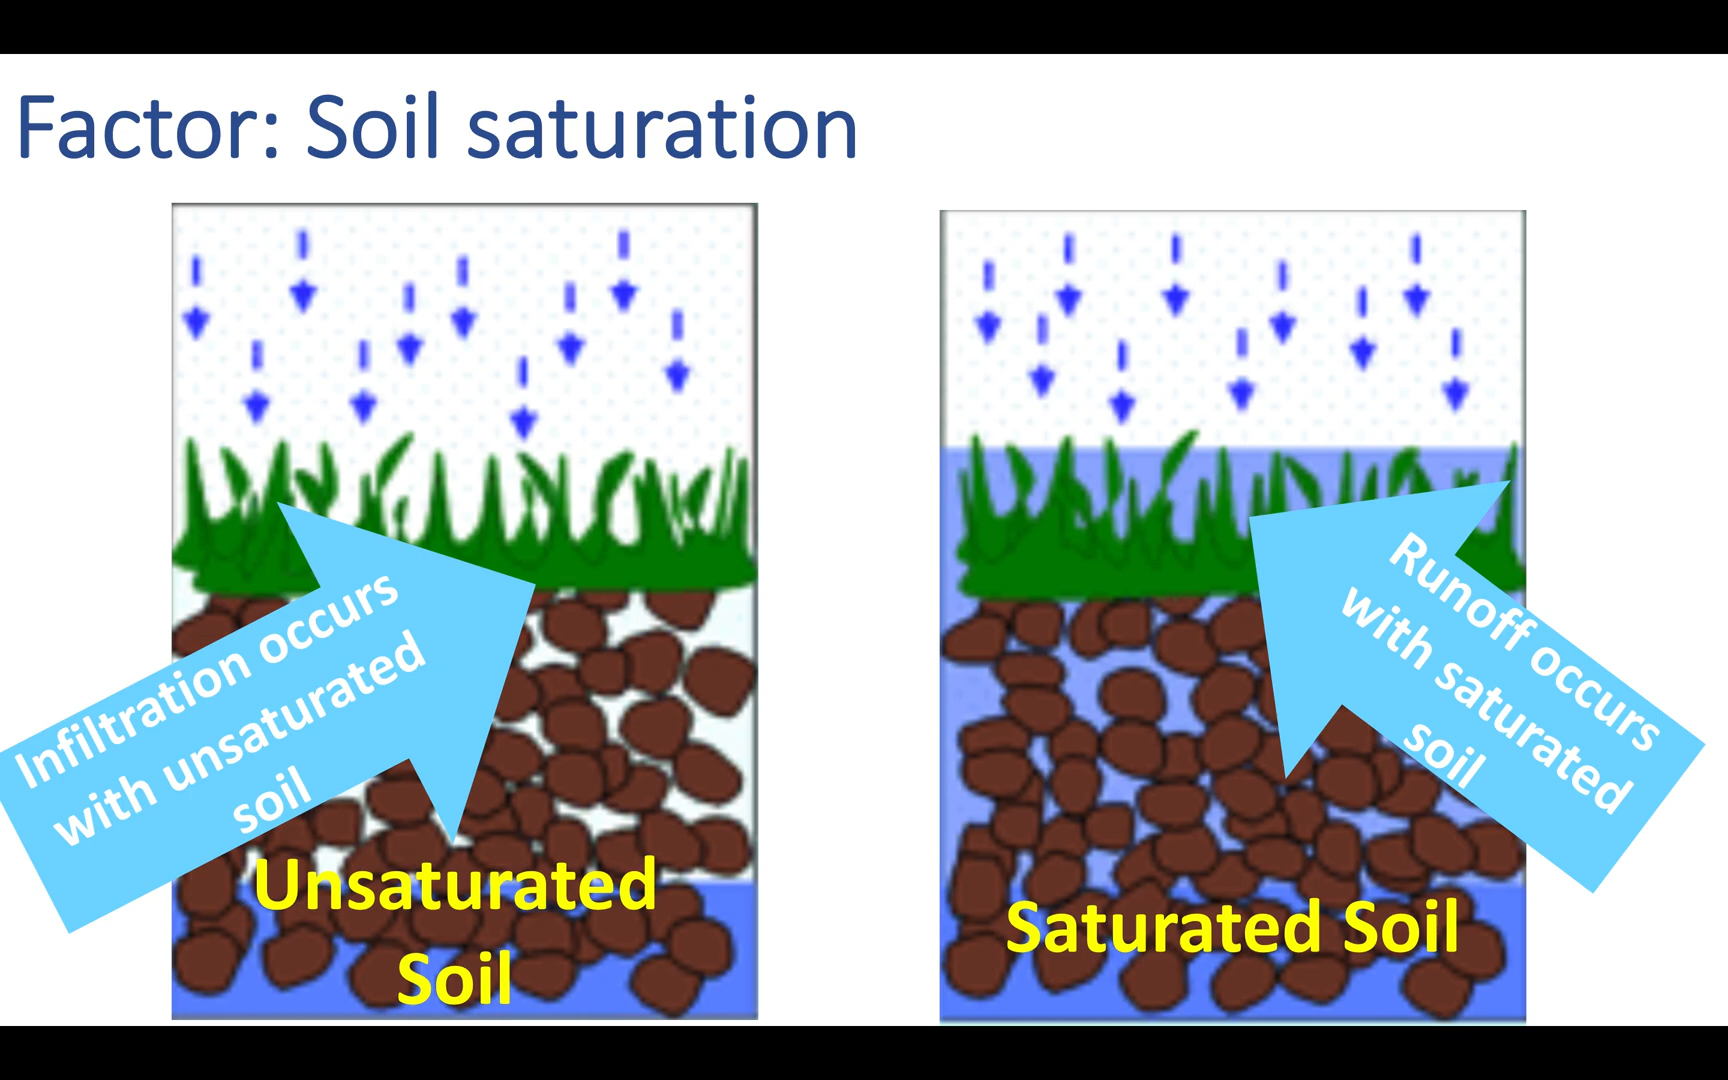 Factor: Soil saturation
Infiltration occurs
with unsaturated
soil
Unsaturated
Soil
Runoff occurs
with saturated
soil
Saturated Soil